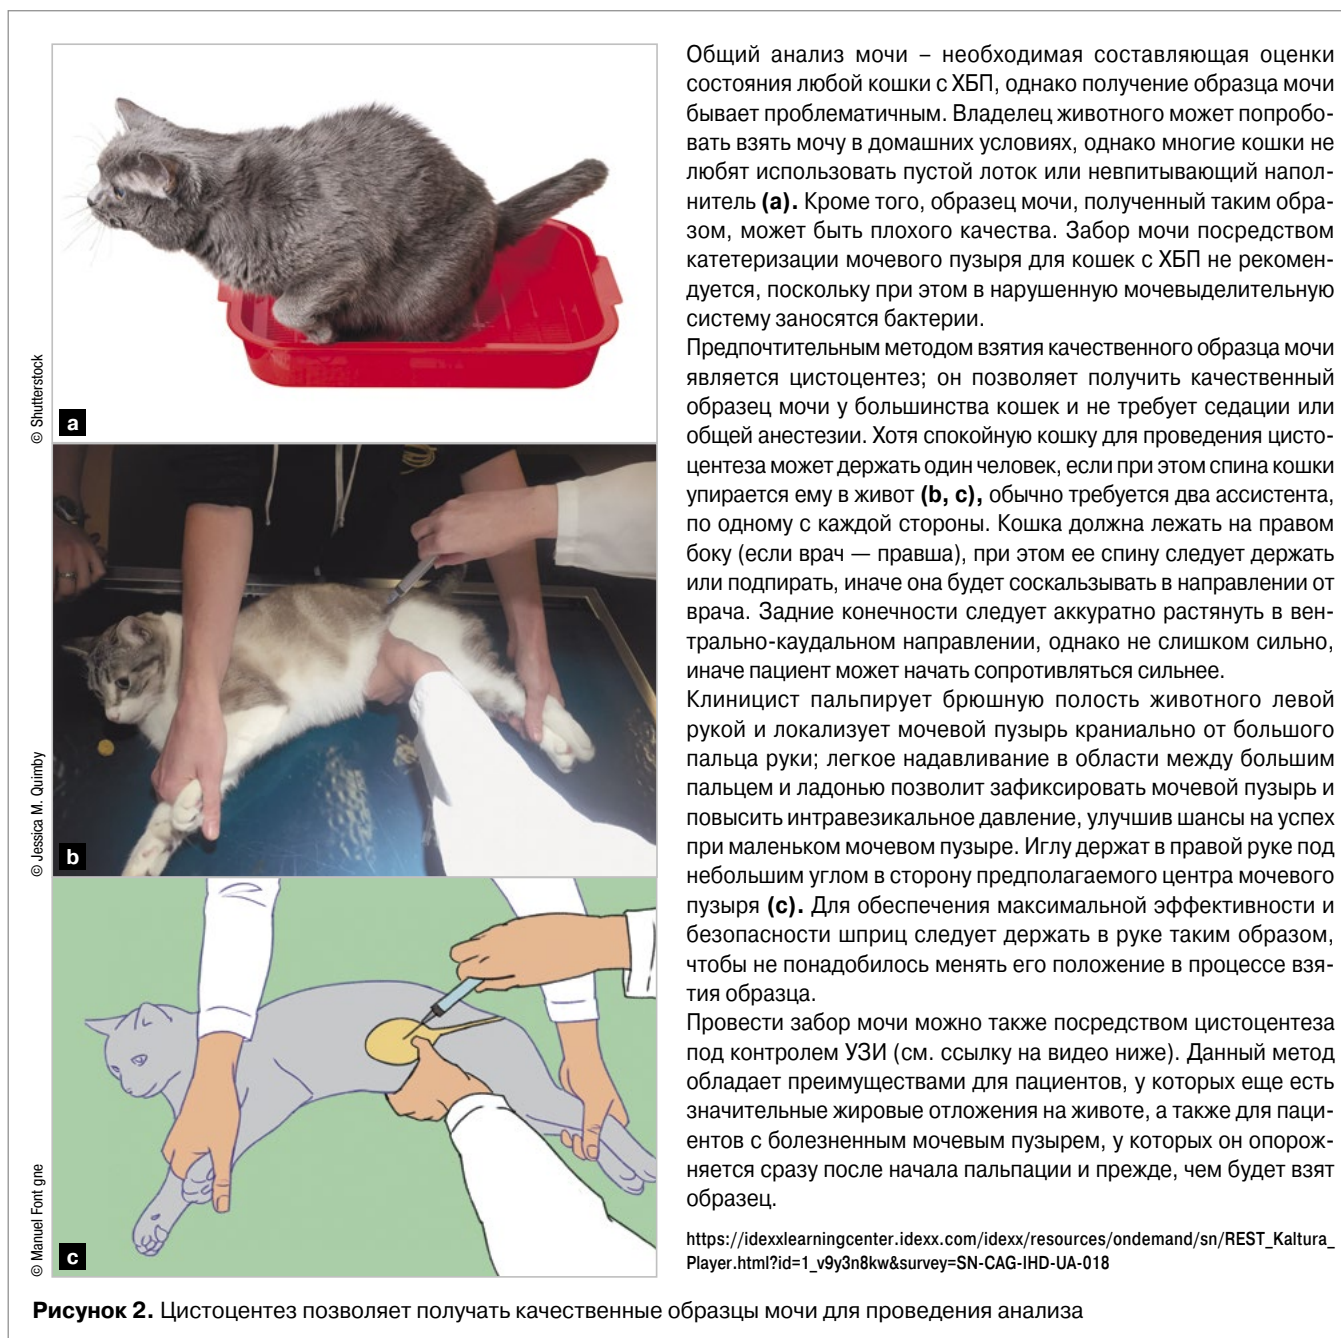 Общий анализ мочи – необходимая составляющая оценки
состояния любой кошки с ХБП, однако получение образца мочи
бывает проблематичным. Владелец животного может попробо-
вать взять мочу в домашних условиях, однако многие кошки не
любят использовать пустой лоток или невпитывающий напол-
нитель (a). Кроме того, образец мочи, полученный таким обра-
зом, может быть плохого качества. Забор мочи посредством
катетеризации мочевого пузыря для кошек с ХБП не рекомен-
дуется, поскольку при этом в нарушенную мочевыделительную
систему заносятся бактерии.
Предпочтительным методом взятия качественного образца мочи
является цистоцентез; он позволяет получить качественный
образец мочи у большинства кошек и не требует седации или
общей анестезии. Хотя спокойную кошку для проведения цисто-
центеза может держать один человек, если при этом спина кошки
упирается ему в живот (b, c), обычно требуется два ассистента,
по одному с каждой стороны. Кошка должна лежать на правом
боку (если врач — правша), при этом ее спину следует держать
или подпирать, иначе она будет соскальзывать в направлении от
врача. Задние конечности следует аккуратно растянуть в вен-
трально-каудальном направлении, однако не слишком сильно,
иначе пациент может начать сопротивляться сильнее.
Клиницист пальпирует брюшную полость животного левой
рукой и локализует мочевой пузырь краниально от большого
пальца руки; легкое надавливание в области между большим
пальцем и ладонью позволит зафиксировать мочевой пузырь и
повысить интравезикальное давление, улучшив шансы на успех
при маленьком мочевом пузыре. Иглу держат в правой руке под
небольшим углом в сторону предполагаемого центра мочевого
пузыря (c). Для обеспечения максимальной эффективности и
безопасности шприц следует держать в руке таким образом,
чтобы не понадобилось менять его положение в процессе взя-
тия образца.
Провести забор мочи можно также посредством цистоцентеза
под контролем УЗИ (см. ссылку на видео ниже). Данный метод
обладает преимуществами для пациентов, у которых еще есть
значительные жировые отложения на животе, а также для паци-
ентов с болезненным мочевым пузырем, у которых он опорож-
няется сразу после начала пальпации и прежде, чем будет взят
образец.
https://idexxlearningcenter.idexx.com/idexx/resources/ondemand/sn/REST_Kaltura_
Player.html?id=1_v9y3n8kw&survey=SN-CAG-IHD-UA-018
© Shutterstock
a
© Jessica M. Quimby
b
© Manuel Font gne
c
Рисунок 2. Цистоцентез позволяет получать качественные образцы мочи для проведения анализа